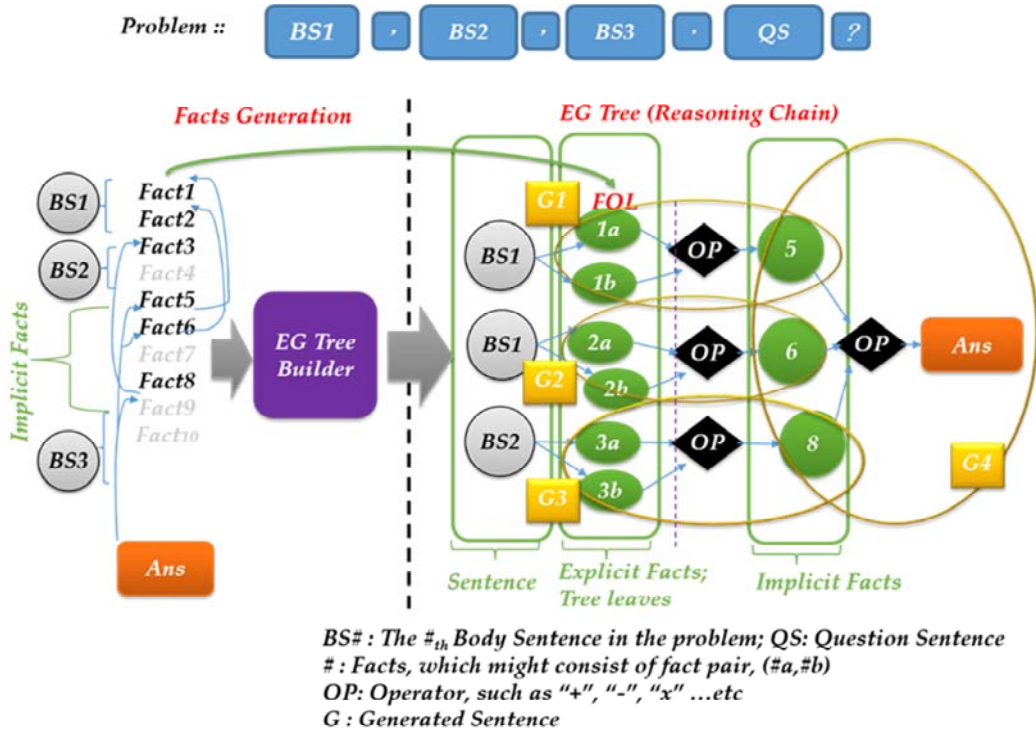 Problem :: BS1 , BS2 , BS3 , QS ?
Facts Generation
EG Tree (Reasoning Chain)
BS1
BS2
BS3
Implicit Facts
Fact1
Fact2
Fact3
Fact4
Fact5
Fact6
Fact7
Fact8
Fact9
Fact10
Ans
EG Tree
Builder
G1
FOL
BS1
1a
1b
OP
5
BS1
G2
2a
2b
OP
6
OP
Ans
BS2
G3
3a
3b
OP
8
G4
Sentence
Explicit Facts;
Tree leaves
Implicit Facts
BS# : The #th Body Sentence in the problem; QS: Question Sentence
# : Facts, which might consist of fact pair, (#a,#b)
OP: Operator, such as “+”, “-”, “x” …etc
G : Generated Sentence